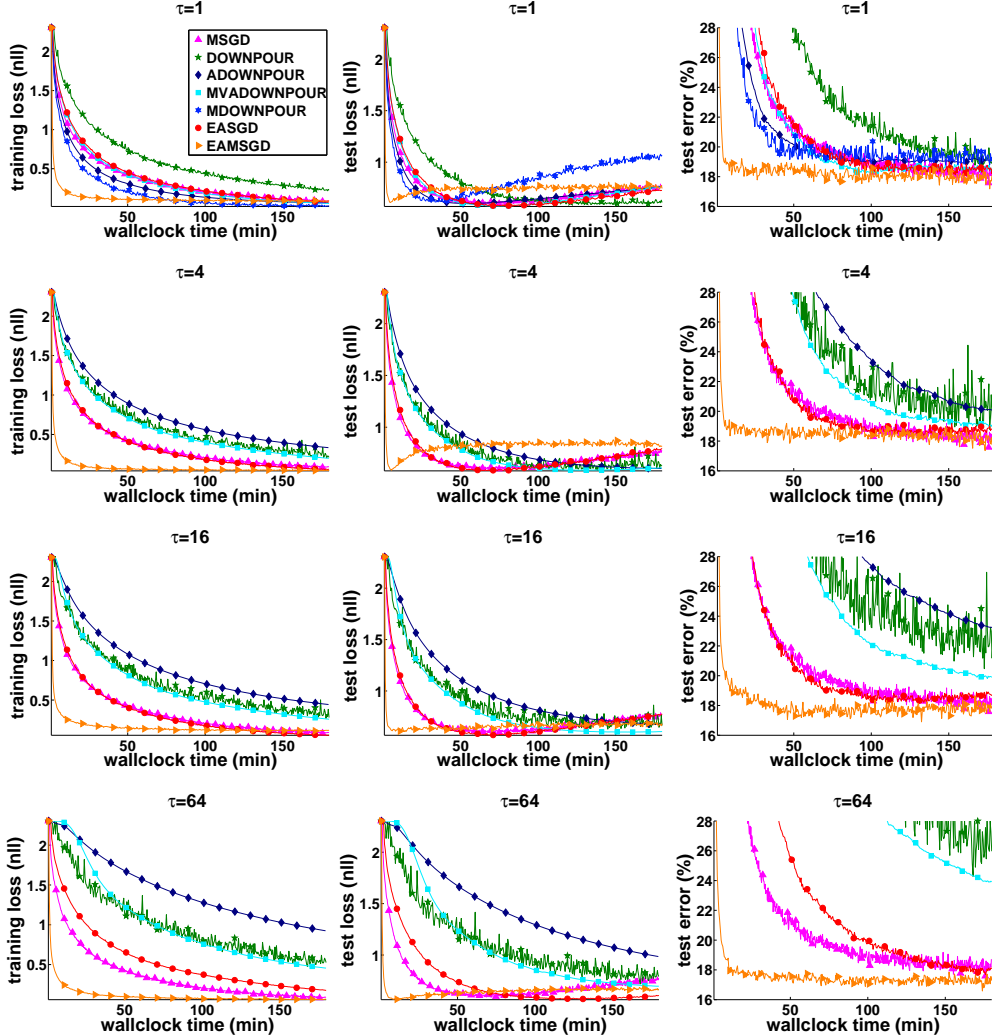 τ=1
τ=1
τ=1
training loss (nll)
2
1.5
1
0.5
MSGD
DOWNPOUR
ADOWNPOUR
MVADOWNPOUR
MDOWNPOUR
EASGD
EAMSGD
50 100 150
wallclock time (min)
test loss (nll)
2
1.5
1
50 100 150
wallclock time (min)
test error (%)
28
26
24
22
20
18
16
50 100 150
wallclock time (min)
τ=4
τ=4
τ=4
training loss (nll)
2
1.5
1
0.5
50 100 150
wallclock time (min)
test loss (nll)
2
1.5
1
50 100 150
wallclock time (min)
test error (%)
28
26
24
22
20
18
16
50 100 150
wallclock time (min)
τ=16
τ=16
τ=16
training loss (nll)
2
1.5
1
0.5
50 100 150
wallclock time (min)
test loss (nll)
2
1.5
1
50 100 150
wallclock time (min)
test error (%)
28
26
24
22
20
18
16
50 100 150
wallclock time (min)
τ=64
τ=64
τ=64
training loss (nll)
2
1.5
1
0.5
50 100 150
wallclock time (min)
test loss (nll)
2
1.5
1
50 100 150
wallclock time (min)
test error (%)
28
26
24
22
20
18
16
50 100 150
wallclock time (min)